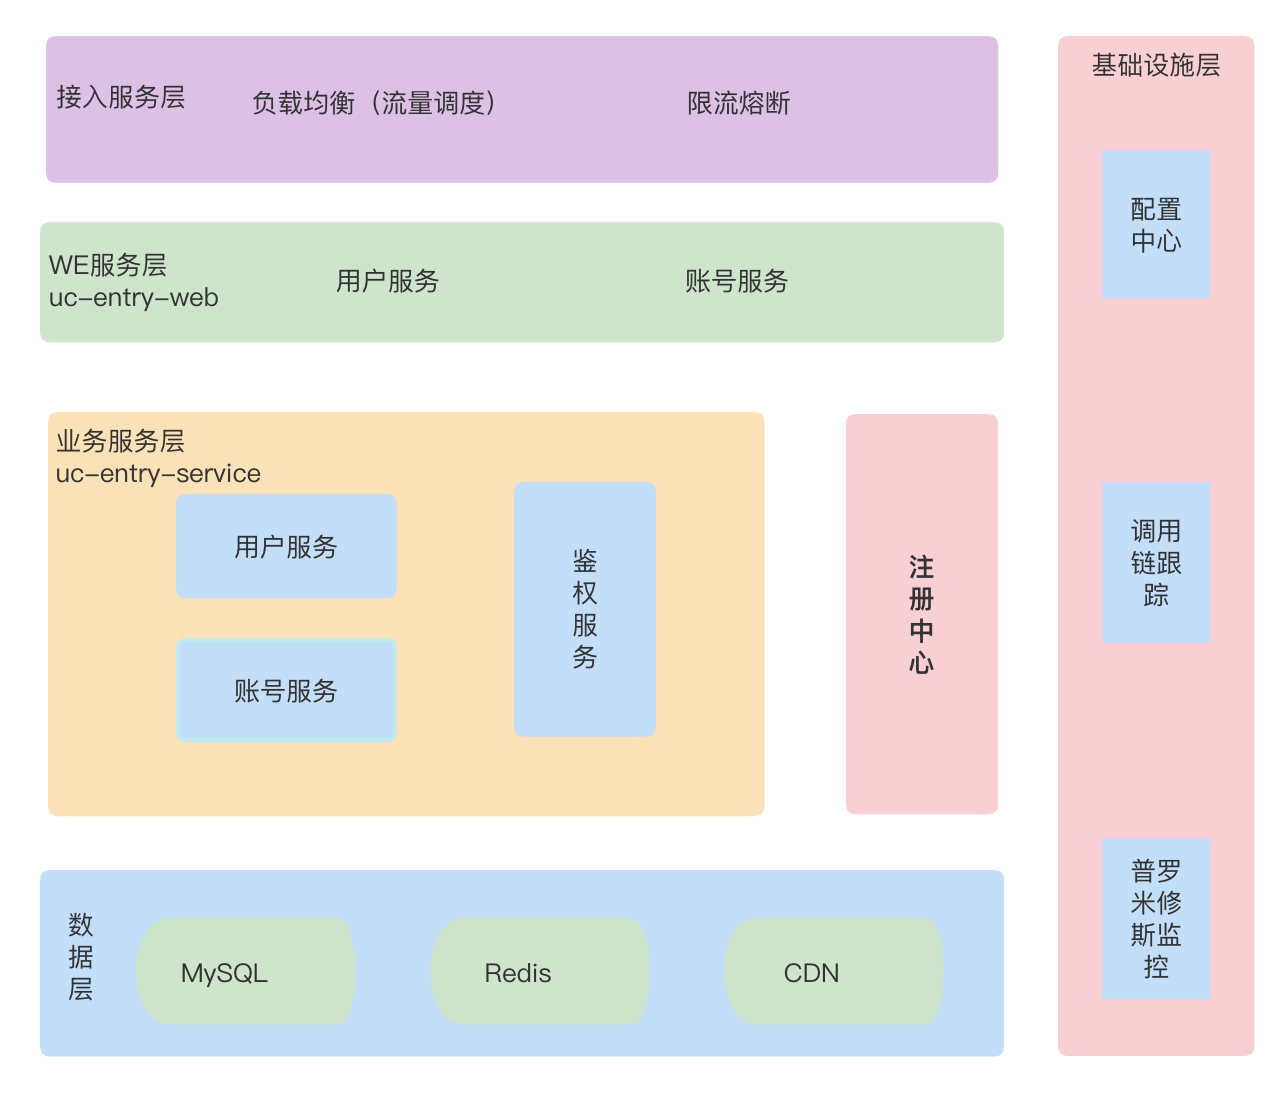 接入服务层
负载均衡（流量调度）
限流熔断
WE服务层
uc-entry-web
用户服务
账号服务
业务服务层
uc-entry-service
用户服务
账号服务
鉴
权
服
务
注
册
中
心
数
据
层
MySQL
Redis
CDN
基础设施层
配置
中心
调用
链跟
踪
普罗
米修
斯监
控